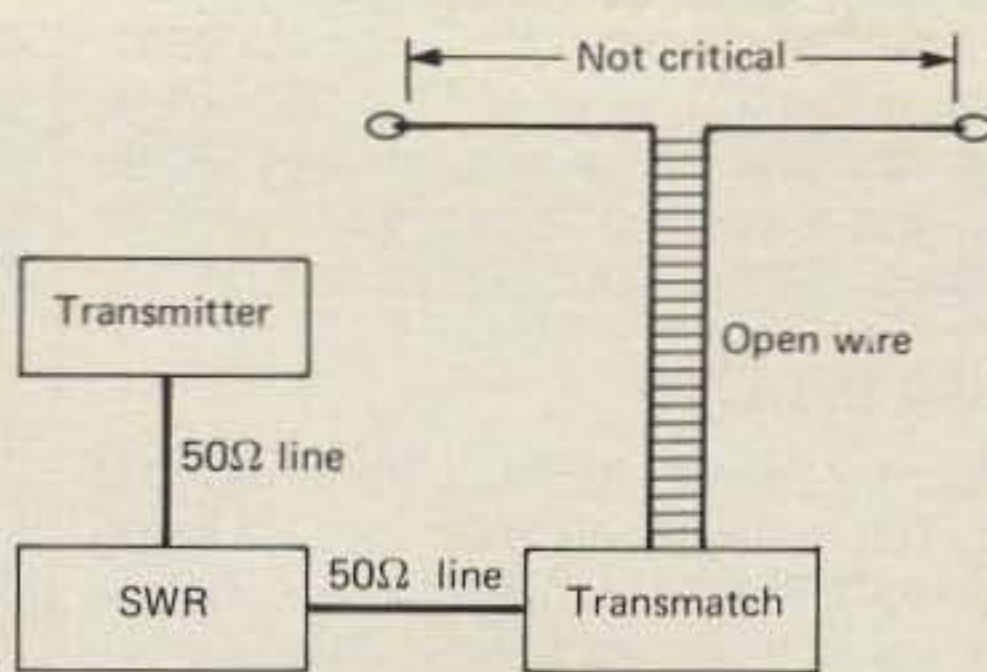 Not critical
Transmitter
Open wire
50Ω line
SWR
50Ω line
Transmatch